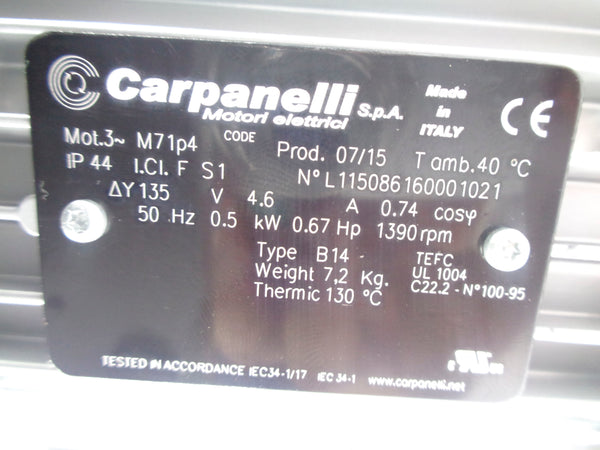 Carpanelli S.p.A.
Motori elettrici
Made
in
ITALY
CE
Mot.3~ M71p4 CODE Prod. 07/15 T amb.40 °C
IP 44 I.Cl. F S1 N° L115086160001021
ΔY 135 V 4.6 A 0.74 cosφ
50 Hz 0.5 kW 0.67 Hp 1390 rpm
Type B14 TEFC
Weight 7,2 Kg. UL 1004
Thermic 130 °C C22.2 - N°100-95
TESTED IN ACCORDANCE IEC34-1/17 IEC 34-1 www.carpanelli.net
c us